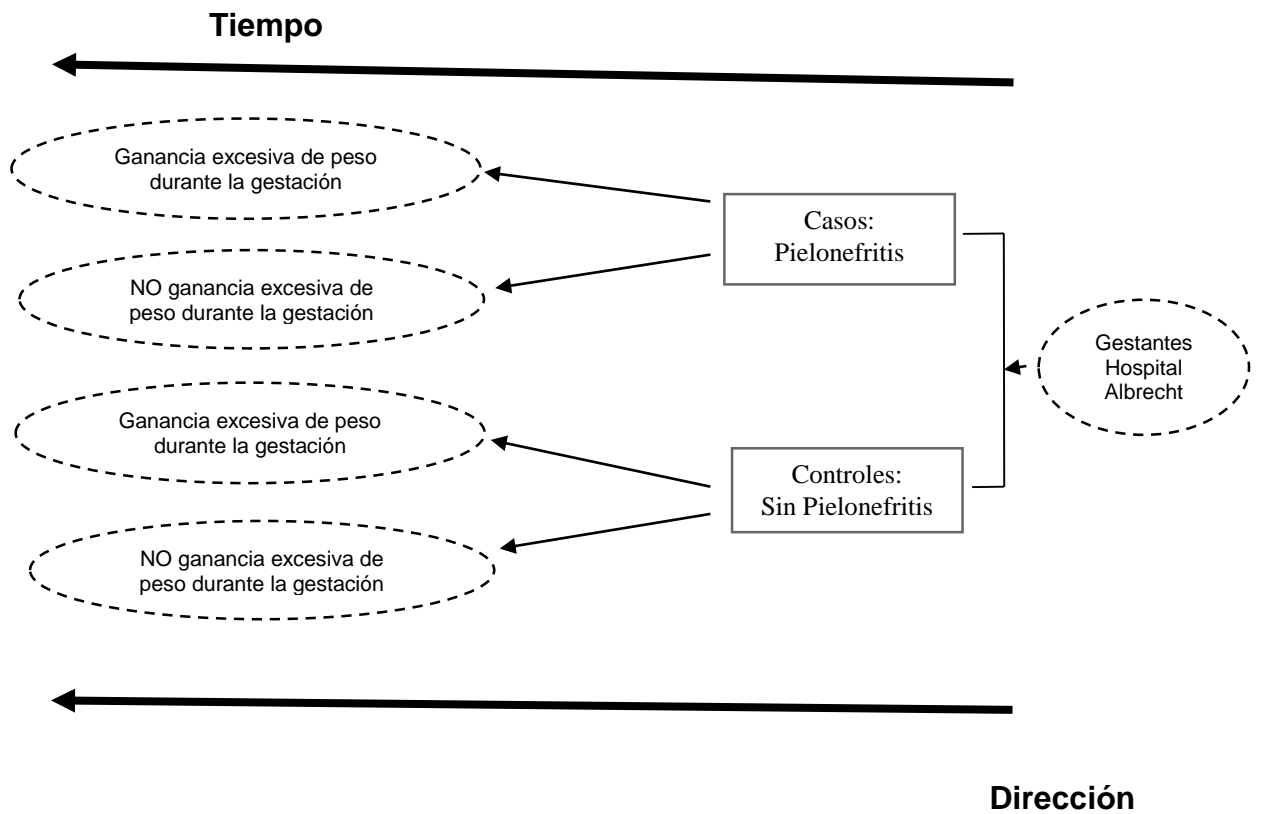 Tiempo
Ganancia excesiva de peso
durante la gestación
NO ganancia excesiva de
peso durante la gestación
Ganancia excesiva de peso
durante la gestación
NO ganancia excesiva de
peso durante la gestación
Casos:
Pielonefritis
Controles:
Sin Pielonefritis
Gestantes
Hospital
Albrecht
Dirección